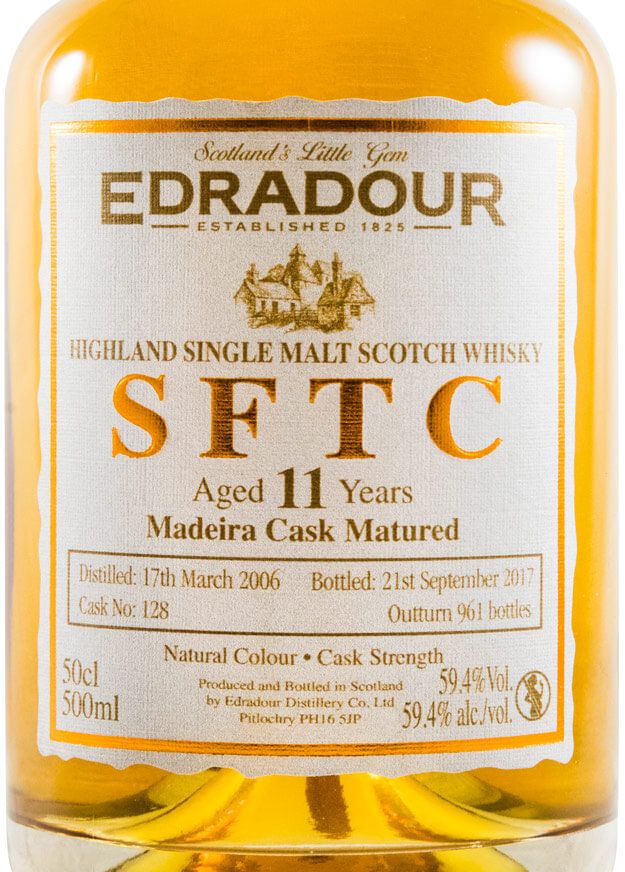 Scotland's Little Gem
EDRADOUR
ESTABLISHED 1825
HIGHLAND SINGLE MALT SCOTCH WHISKY
SFTC
Aged 11 Years
Madeira Cask Matured
Distilled: 17th March 2006 Bottled: 21st September 2017
Cask No: 128 Outturn 961 bottles
Natural Colour • Cask Strength
50cl
500ml
Produced and Bottled in Scotland
by Edradour Distillery Co. Ltd
Pitlochry PH16 5JP
59.4%Vol.
59.4% alc./vol.